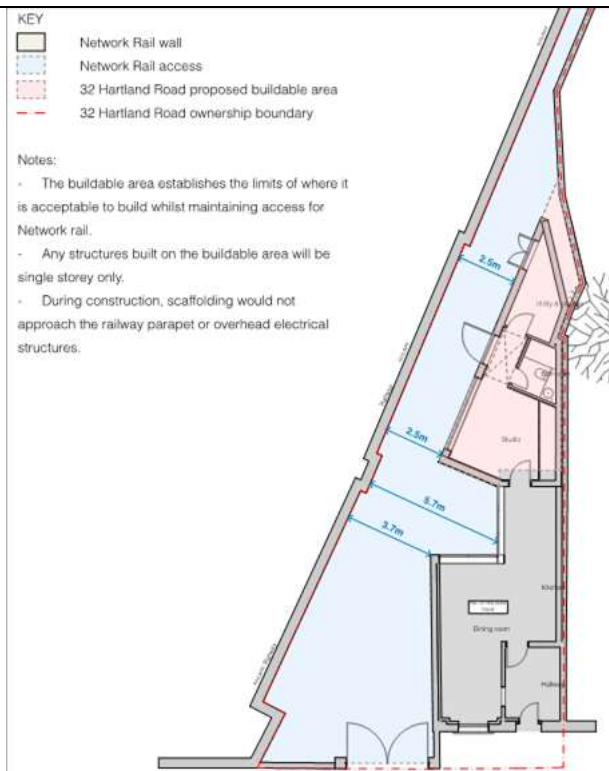 KEY
Network Rail wall
Network Rail access
32 Hartland Road proposed buildable area
32 Hartland Road ownership boundary
Notes:
- The buildable area establishes the limits of where it
is acceptable to build whilst maintaining access for
Network rail.
- Any structures built on the buildable area will be
single storey only.
- During construction, scaffolding would not
approach the railway parapet or overhead electrical
structures.
2.5m
2.5m
Studio
5.7m
3.7m
Dining room